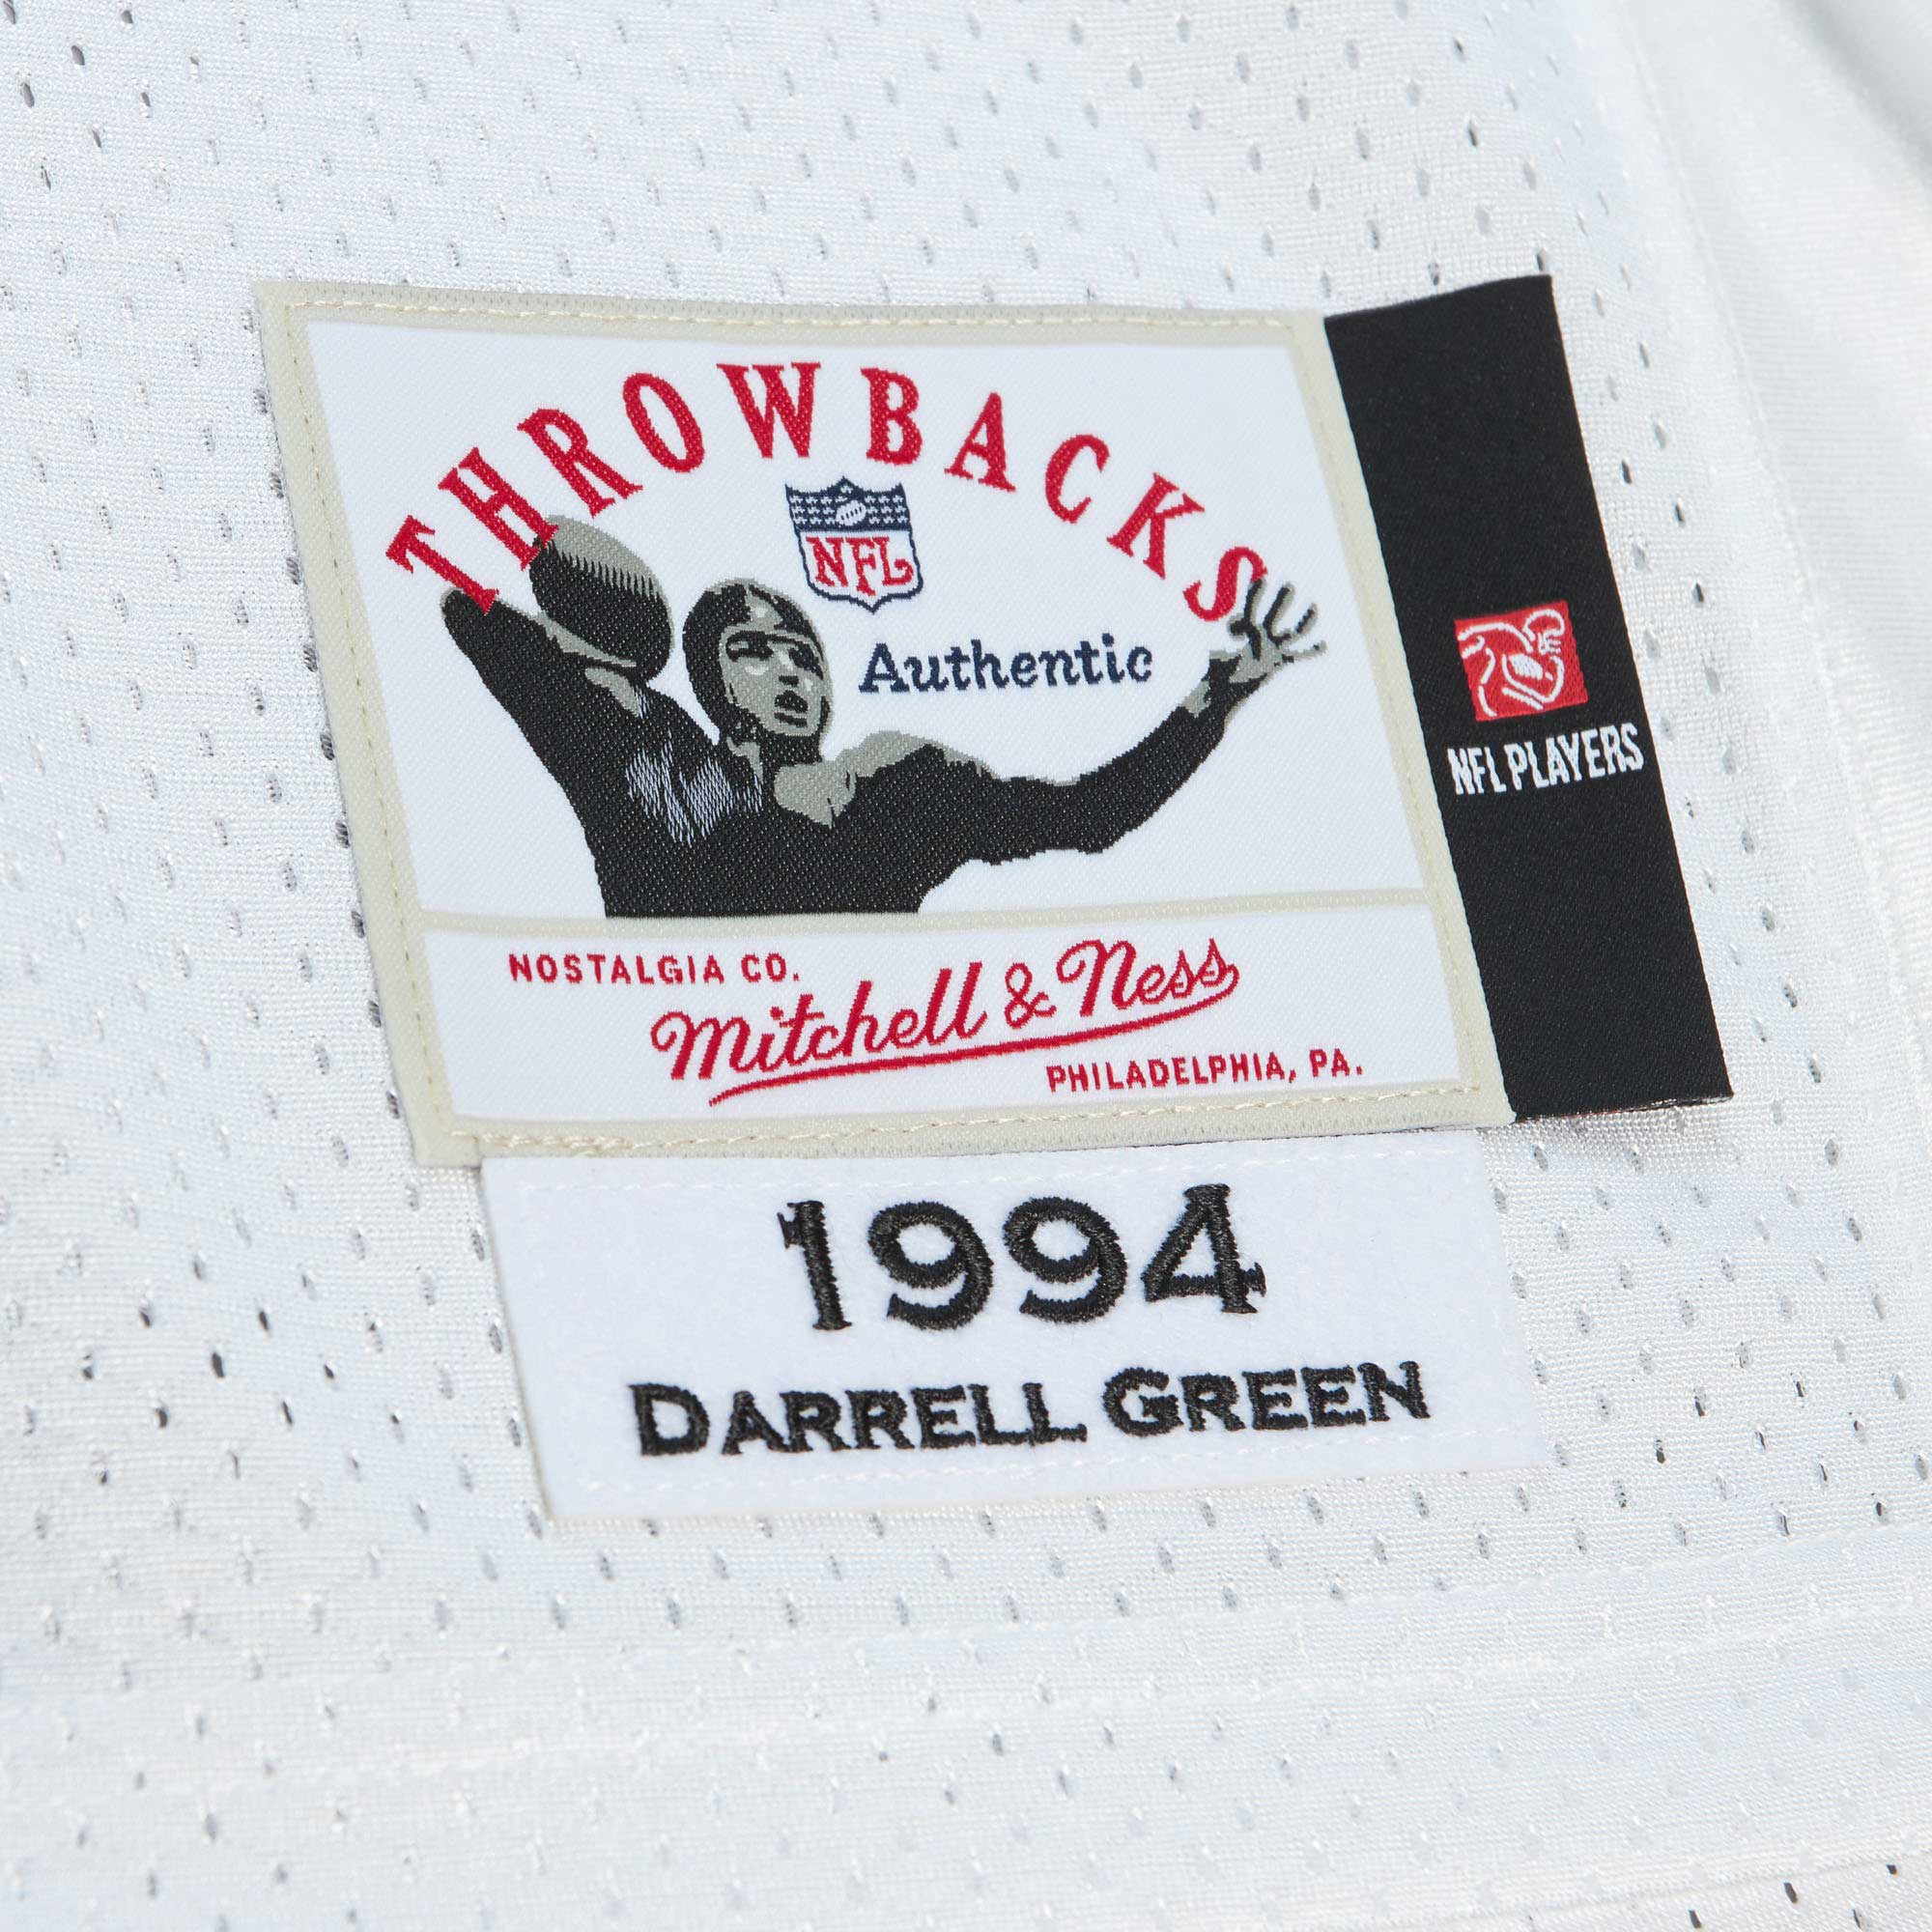 THROWBACKS
NFL
Authentic
NFL PLAYERS
NOSTALGIA CO.
Mitchell & Ness
PHILADELPHIA, PA.
1994
DARRELL GREEN